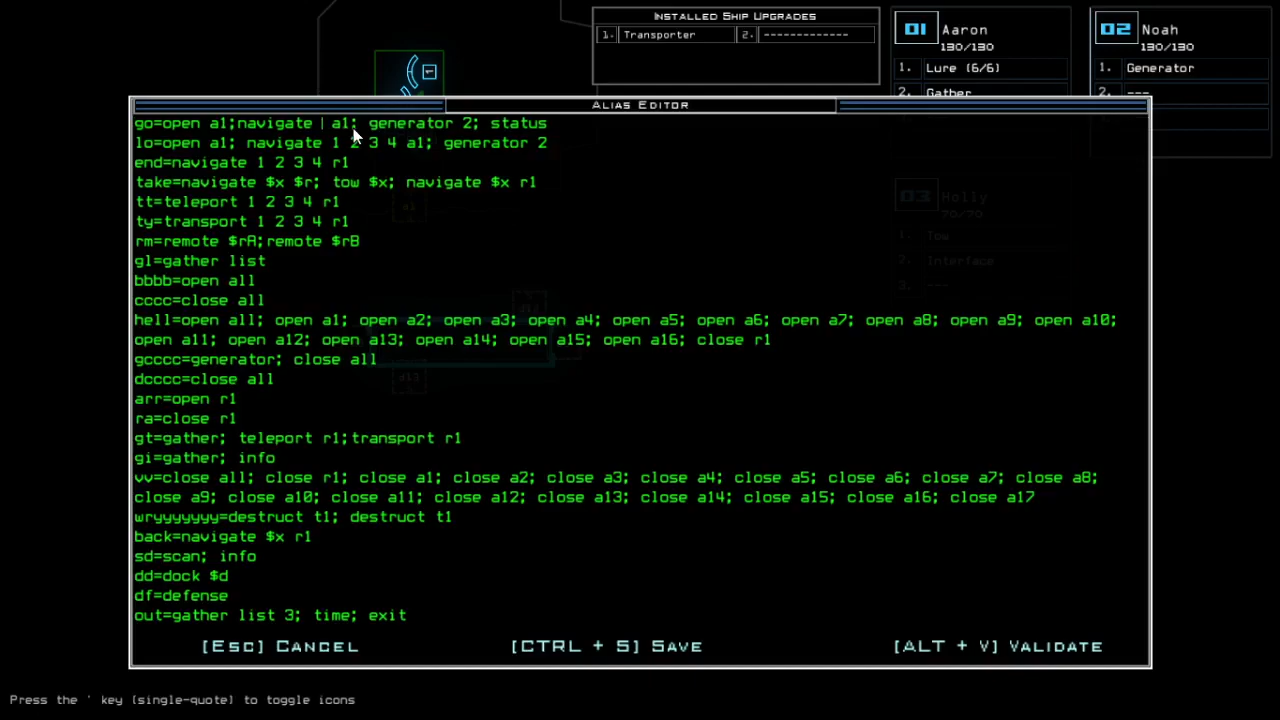 Installed Ship Upgrades
1. Transporter 2. -------------
01 Aaron
130/130
1. Lure (6/6)
2. Gather
02 Noah
130/130
1. Generator
2. ---
Alias Editor
go=open a1;navigate | a1; generator 2; status
lo=open a1; navigate 1 2 3 4 a1; generator 2
end=navigate 1 2 3 4 r1
take=navigate $x $r; tow $x; navigate $x r1
tt=teleport 1 2 3 4 r1
ty=transport 1 2 3 4 r1
rm=remote $rA;remote $rB
gl=gather list
bbbb=open all
cccc=close all
hell=open all; open a1; open a2; open a3; open a4; open a5; open a6; open a7; open a8; open a9; open a10;
open a11; open a12; open a13; open a14; open a15; open a16; close r1
gcccc=generator; close all
dcccc=close all
arr=open r1
ra=close r1
gt=gather; teleport r1;transport r1
gi=gather; info
vv=close all; close r1; close a1; close a2; close a3; close a4; close a5; close a6; close a7; close a8;
close a9; close a10; close a11; close a12; close a13; close a14; close a15; close a16; close a17
wryyyyyyy=destruct t1; destruct t1
back=navigate $x r1
sd=scan; info
dd=dock $d
df=defense
out=gather list 3; time; exit
03 Holly
70/70
1. Tow
2. Interface
3. ---
[Esc] Cancel [CTRL + S] Save [ALT + V] Validate
Press the ' key (single-quote) to toggle icons